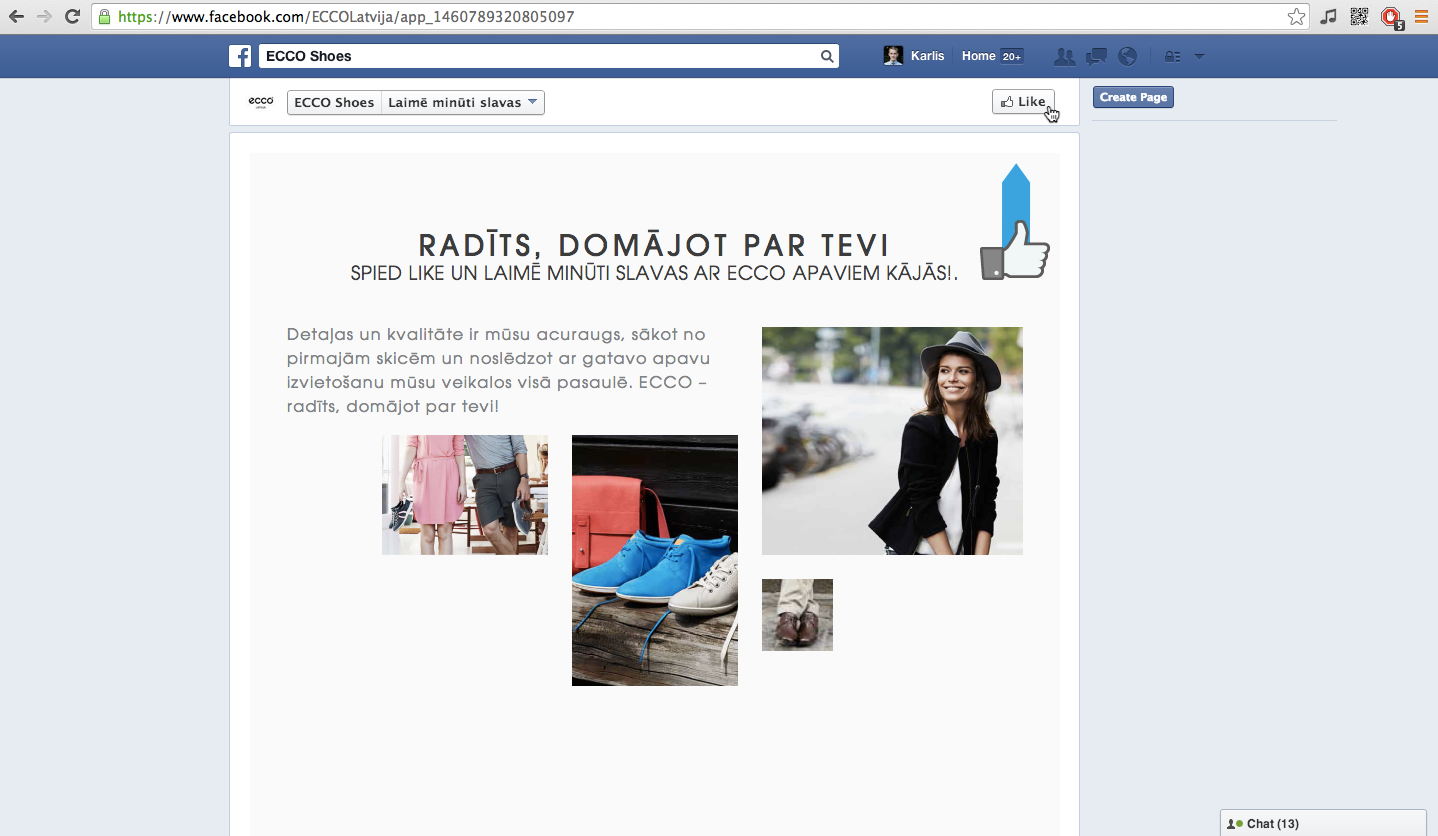 https://www.facebook.com/ECCOLatvija/app_1460789320805097
5
ECCO Shoes
Karlis
Home 20+
ecco
ECCO Shoes
Laimē minūti slavas
Like
Create Page
RADĪTS, DOMĀJOT PAR TEVI
SPIED LIKE UN LAIMĒ MINŪTI SLAVAS AR ECCO APAVIEM KĀJĀS!.
Detaļas un kvalitāte ir mūsu acuraugs, sākot no
pirmajām skicēm un noslēdzot ar gatavo apavu
izvietošanu mūsu veikalos visā pasaulē. ECCO –
radīts, domājot par tevi!
Chat (13)